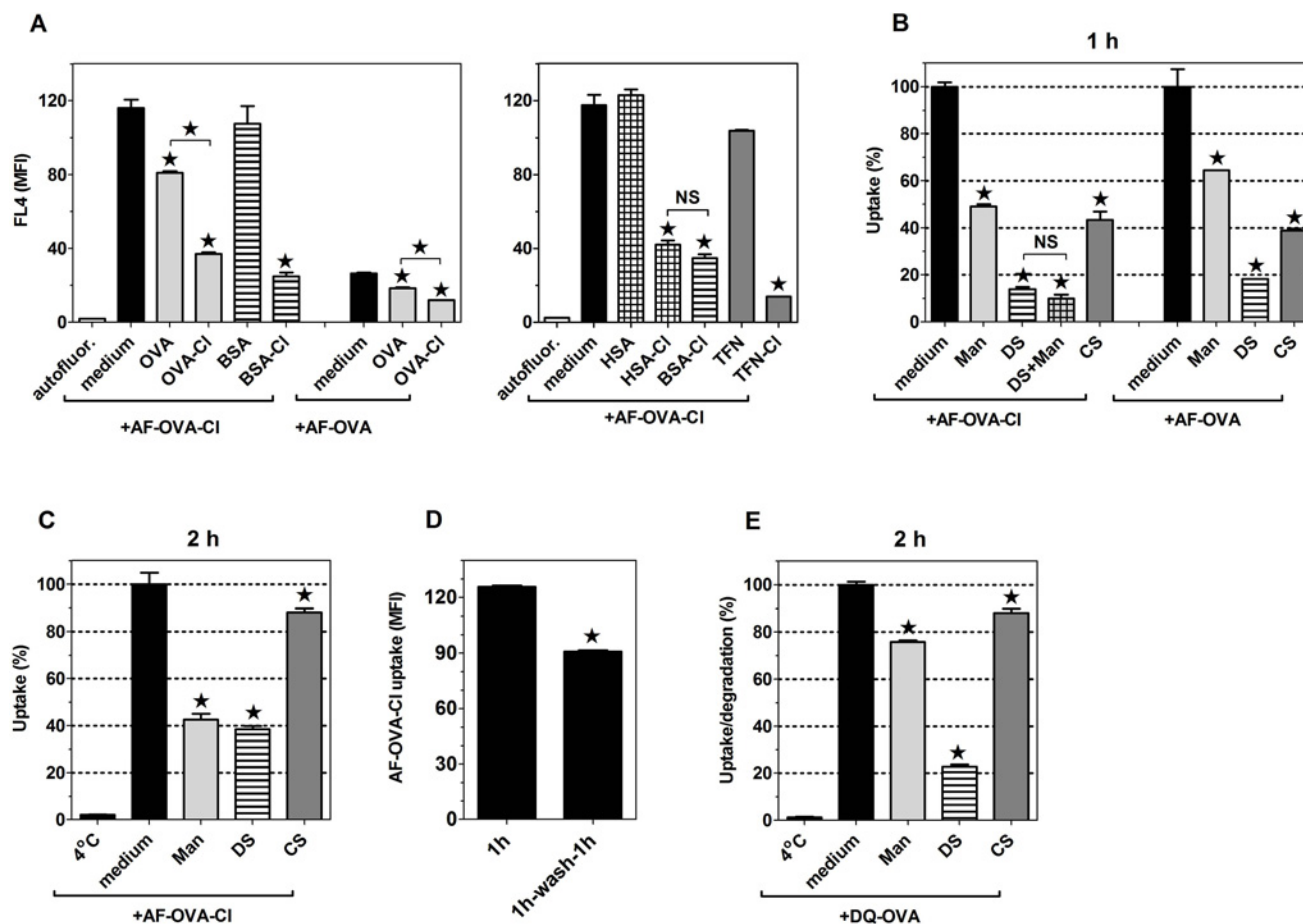 A
FL4 (MFI)
120
80
40
0
NS
autofluor.
medium
OVA
OVA-Cl
BSA
BSA-Cl
medium
OVA
OVA-Cl
+AF-OVA-Cl
+AF-OVA
120
80
40
0
NS
autofluor.
medium
HSA
HSA-Cl
BSA-Cl
TFN
TFN-Cl
+AF-OVA-Cl
B
1 h
Uptake (%)
100
80
60
40
20
0
NS
medium
Man
DS
DS+Man
CS
medium
Man
DS
CS
+AF-OVA-Cl
+AF-OVA
C
2 h
Uptake (%)
100
80
60
40
20
0
4°C
medium
Man
DS
CS
+AF-OVA-Cl
D
AF-OVA-Cl uptake (MFI)
120
90
60
30
0
1h
1h-wash-1h
E
2 h
Uptake/degradation (%)
100
80
60
40
20
0
4°C
medium
Man
DS
CS
+DQ-OVA